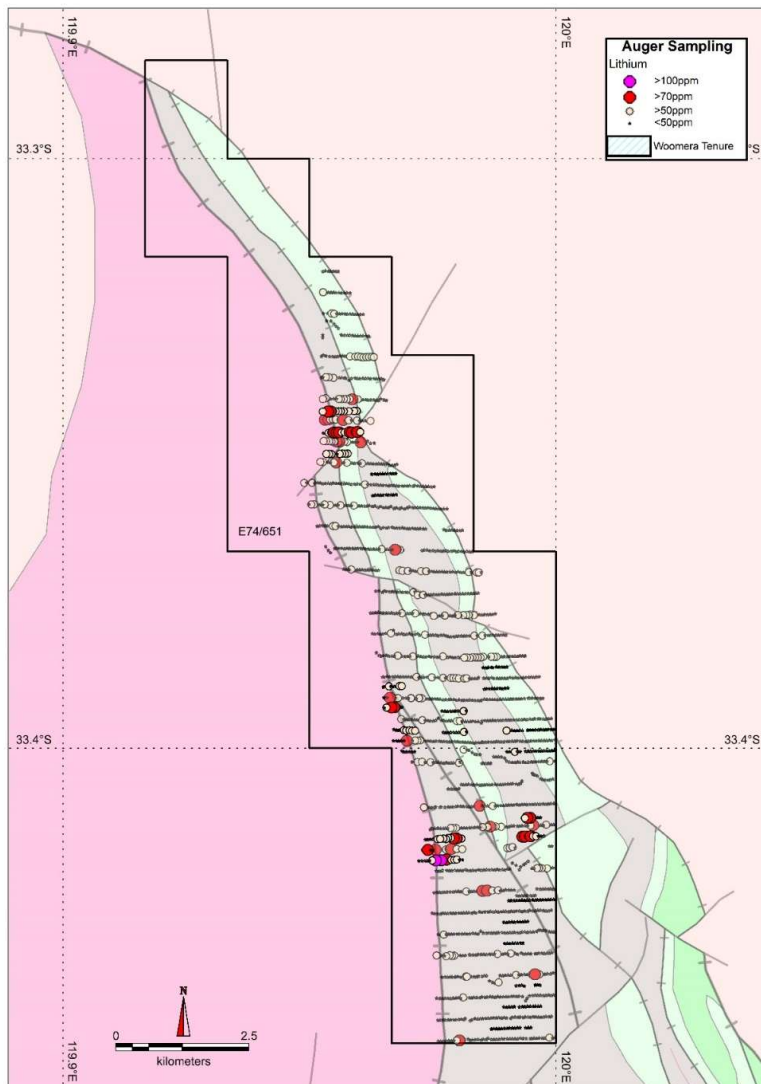 119.9°E
120°E
Auger Sampling
Lithium
>100ppm
>70ppm
>50ppm
<50ppm
Woomera Tenure
33.3°S
°S
E74/651
33.4°S
33.4°S
N
0
2.5
kilometers
119.9°E
120°E